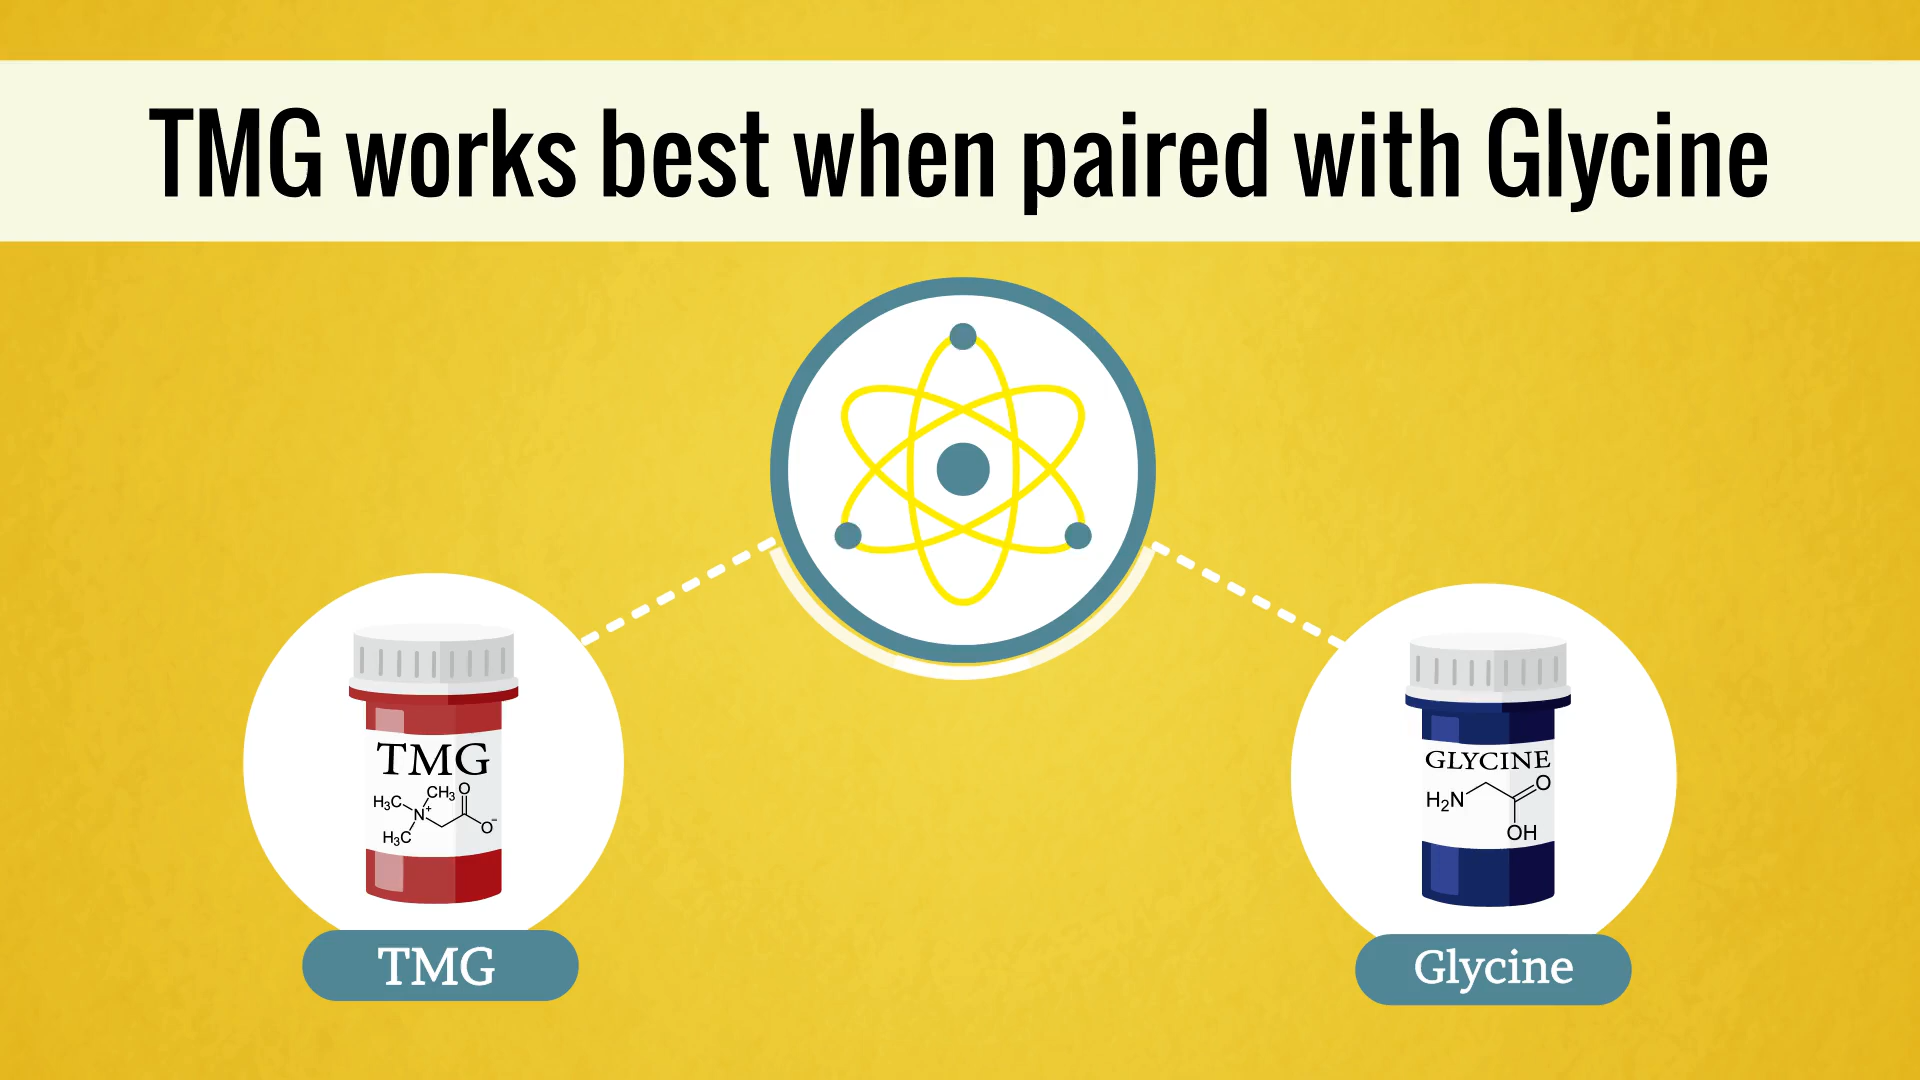 TMG works best when paired with Glycine
TMG
H₃C
CH₃
O
N⁺
O⁻
H₃C
TMG
GLYCINE
H₂N
O
OH
Glycine